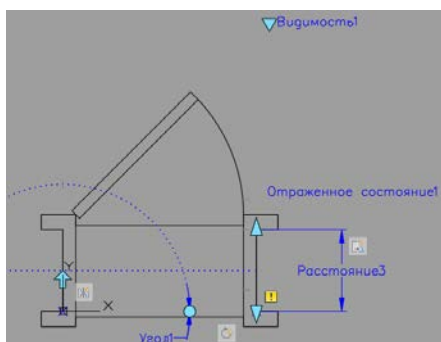 Видимость1
Отраженное состояние1
Y
Расстояние3
X
Угол1